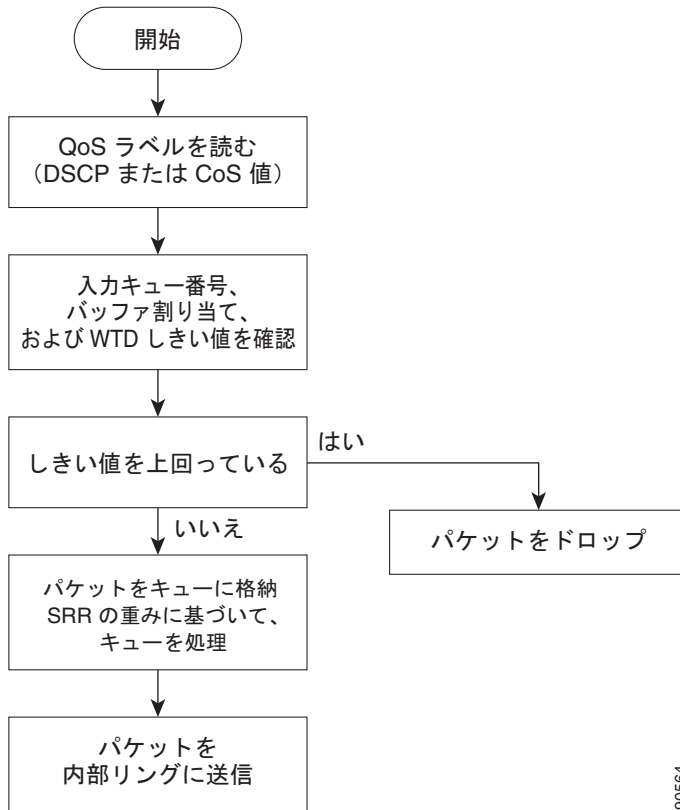 開始
QoS ラベルを読む
（DSCP または CoS 値）
入力キュー番号、
バッファ割り当て、
および WTD しきい値を確認
しきい値を上回っている
はい
パケットをドロップ
いいえ
パケットをキューに格納
SRR の重みに基づいて、
キューを処理
パケットを
内部リングに送信
90564